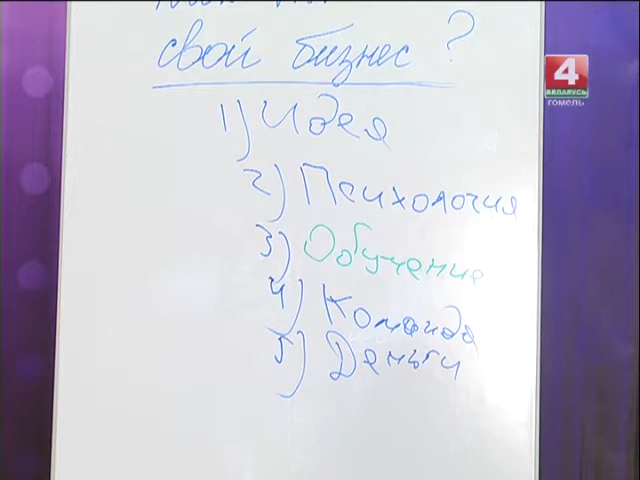 свой бизнес?
1) Идея
2) Психология
3) Обучение
4) Команда
5) Деньги
4
БЕЛАРУСЬ
ГОМЕЛЬ